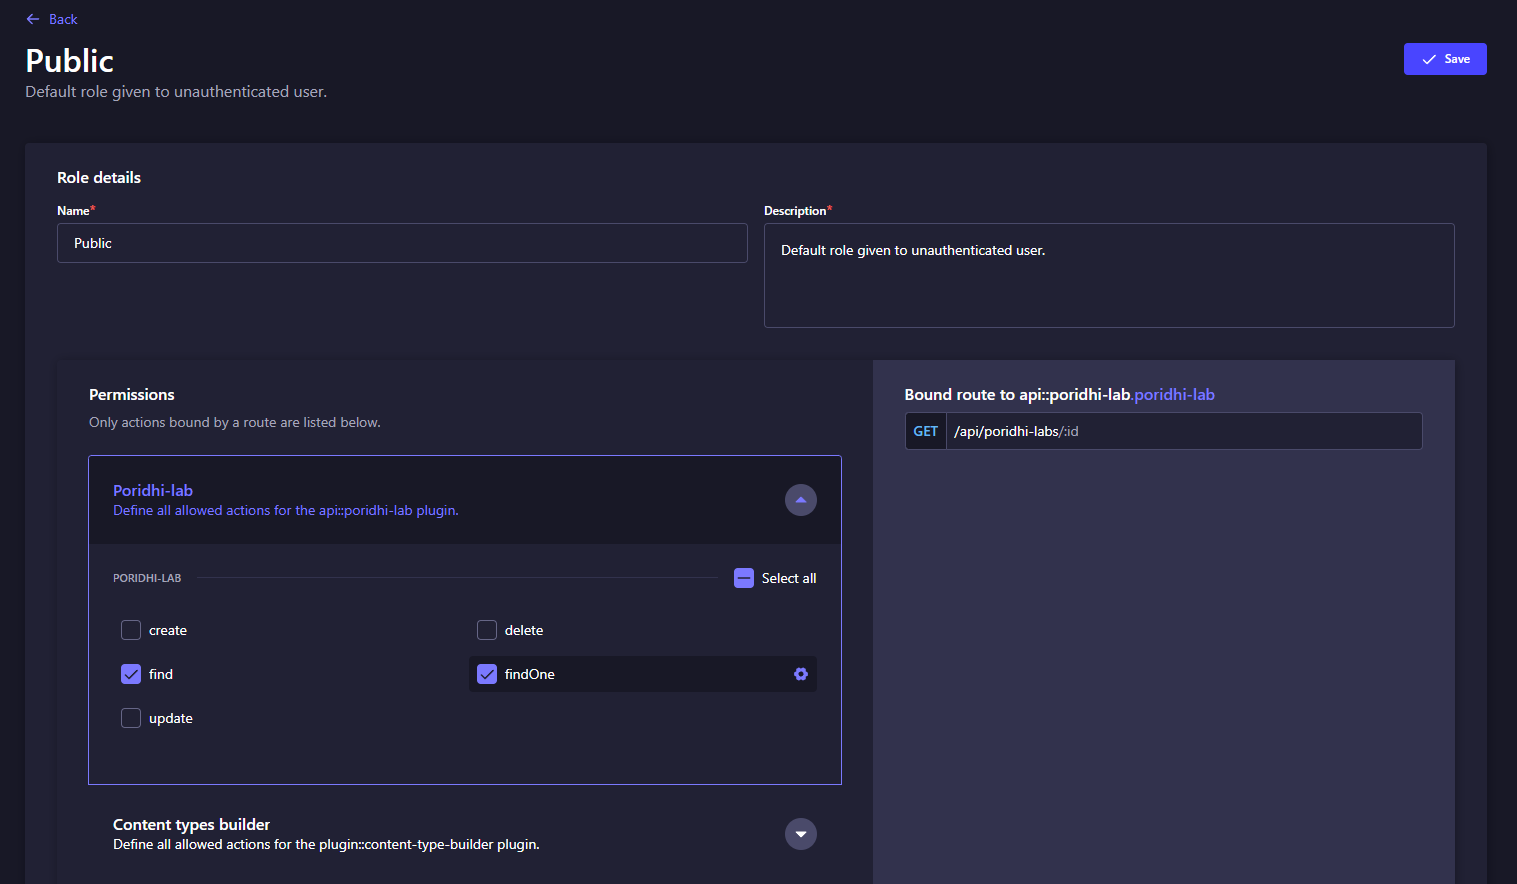 Back
Public
Save
Default role given to unauthenticated user.
Role details
Name*
Public
Description*
Default role given to unauthenticated user.
Permissions
Only actions bound by a route are listed below.
Poridhi-lab
Define all allowed actions for the api::poridhi-lab plugin.
PORIDHI-LAB
Select all
create
delete
find
findOne
update
Content types builder
Define all allowed actions for the plugin::content-type-builder plugin.
Bound route to api::poridhi-lab.poridhi-lab
GET /api/poridhi-labs/:id